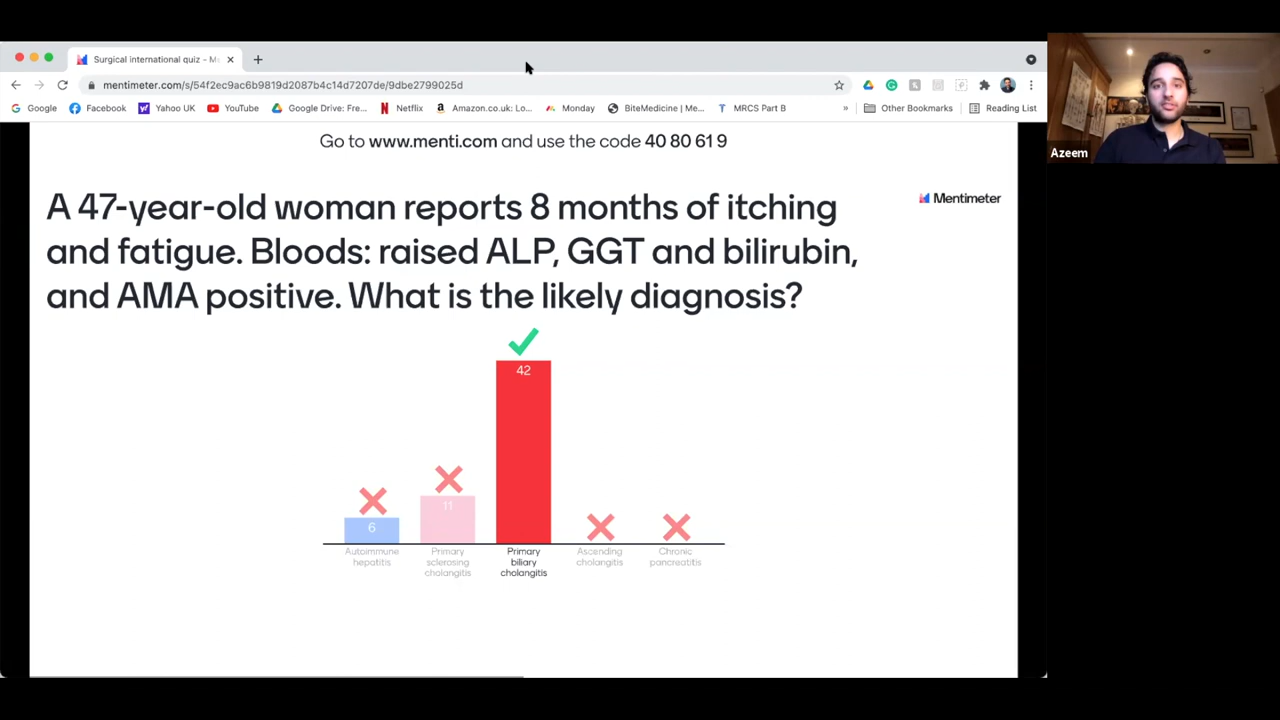 Surgical international quiz - Me
mentimeter.com/s/54f2ec9ac6b9819d2087b4c14d7207de/9dbe2799025d
Google Facebook Yahoo UK YouTube Google Drive: Fre... Netflix Amazon.co.uk: Lo... Monday BiteMedicine | Me... MRCS Part B » Other Bookmarks Reading List
Go to www.menti.com and use the code 40 80 61 9
Mentimeter
A 47-year-old woman reports 8 months of itching
and fatigue. Bloods: raised ALP, GGT and bilirubin,
and AMA positive. What is the likely diagnosis?
42
11
6
Autoimmune
hepatitis
Primary
sclerosing
cholangitis
Primary
biliary
cholangitis
Ascending
cholangitis
Chronic
pancreatitis
Azeem